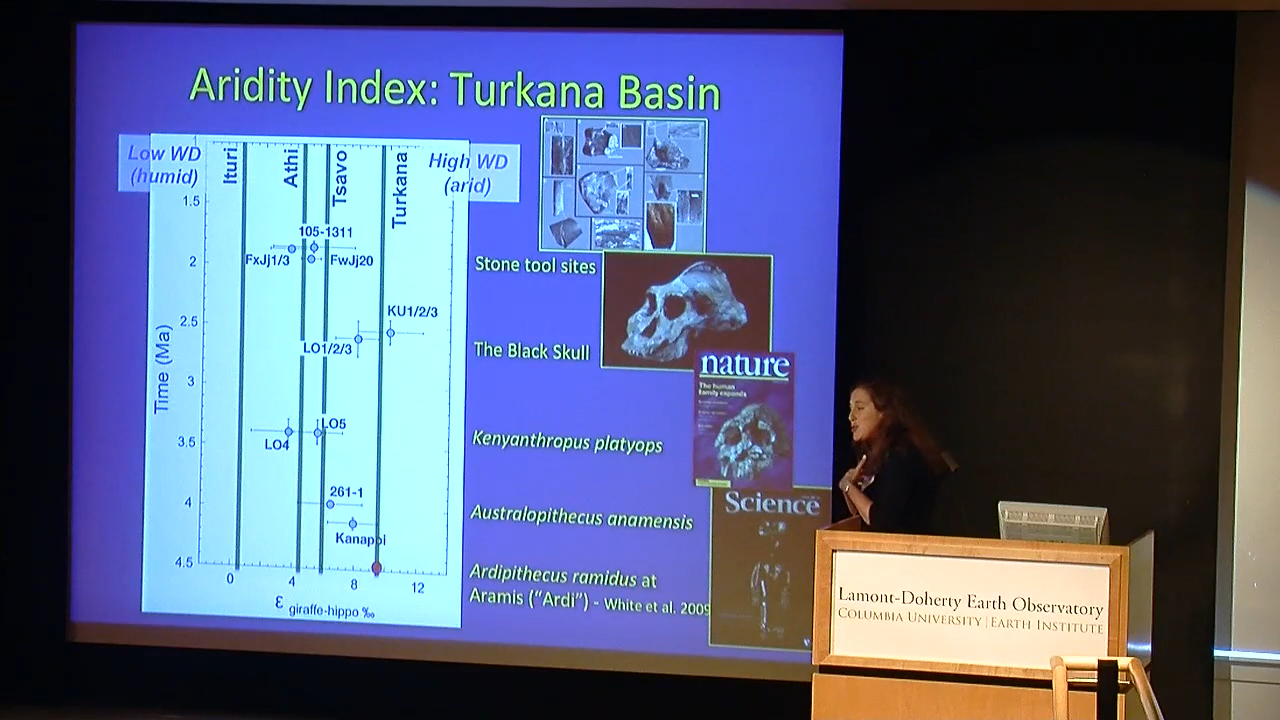 Aridity Index: Turkana Basin
Low WD
(humid)
Ituri
Athi
Tsavo
Turkana
High WD
(arid)
Time (Ma)
1
1.5
2
2.5
3
3.5
4
4.5
105-1311
FxJj1/3
FwJj20
KU1/2/3
LO1/2/3
LO5
LO4
261-1
Kanapoi
0
4
8
12
ε giraffe-hippo ‰
Stone tool sites
The Black Skull
nature
The human
family expands
Kenyanthropus platyops
Australopithecus anamensis
Science
Ardipithecus ramidus at
Aramis ("Ardi") - White et al. 2009
Lamont-Doherty Earth Observatory
Columbia University | Earth Institute